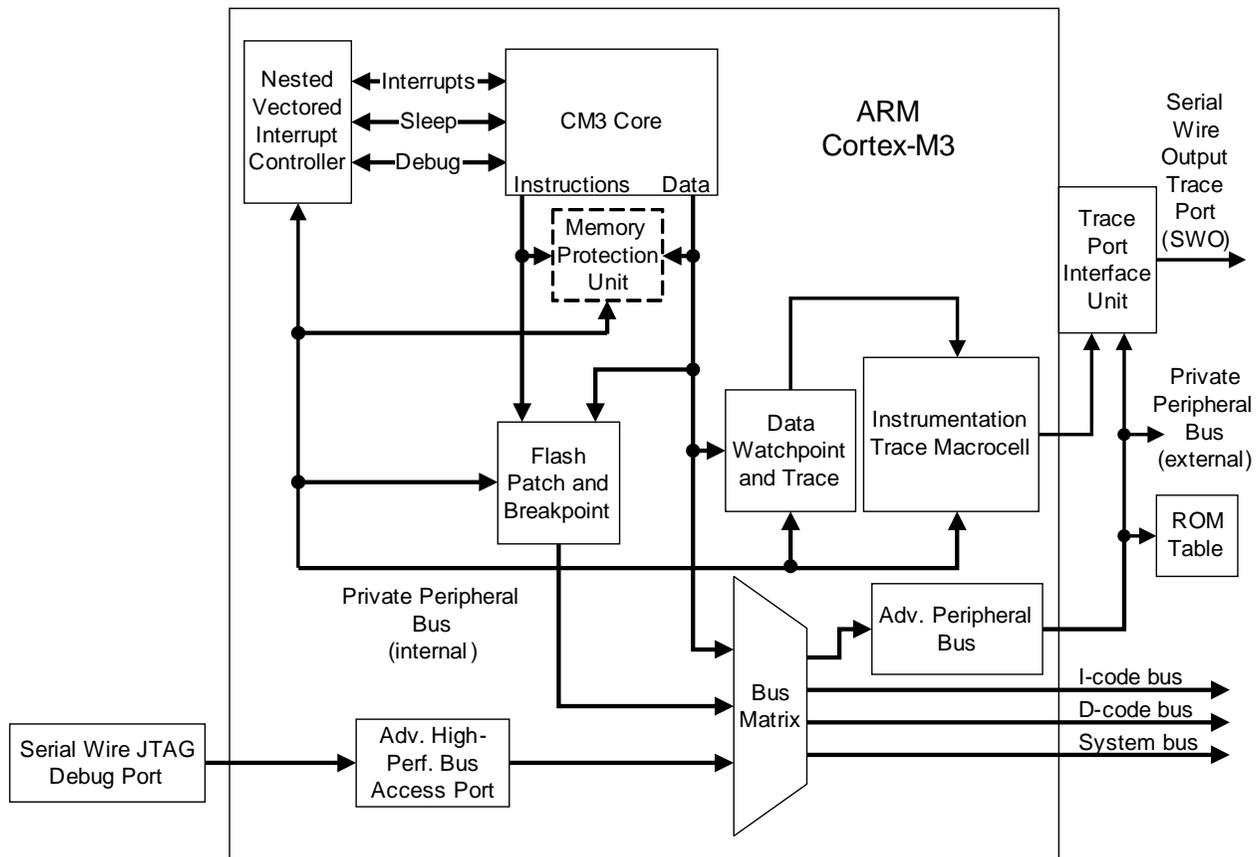 Nested
Vectored
Interrupt
Controller
Interrupts
Sleep
Debug
CM3 Core
Instructions
Data
ARM
Cortex-M3
Memory
Protection
Unit
Serial
Wire
Output
Trace
Port
(SWO)
Trace
Port
Interface
Unit
Private
Peripheral
Bus
(external)
Flash
Patch and
Breakpoint
Data
Watchpoint
and Trace
Instrumentation
Trace Macrocell
ROM
Table
Private Peripheral
Bus
(internal)
Adv. Peripheral
Bus
Bus
Matrix
I-code bus
D-code bus
System bus
Serial Wire JTAG
Debug Port
Adv. High-
Perf. Bus
Access Port